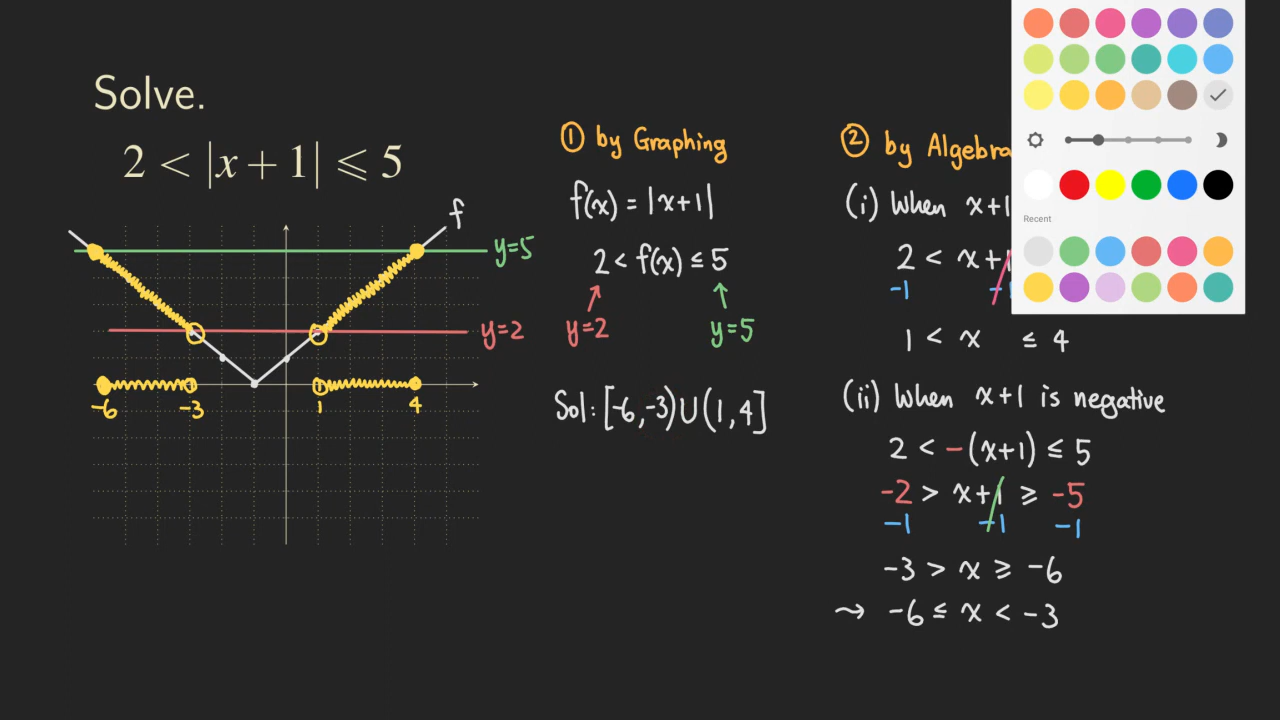 Solve.
2 < |x + 1| ⩽ 5
f
y=5
y=2
-6
-3
1
4
① by Graphing
f(x) = |x+1|
2 < f(x) ≤ 5
y=2
y=5
Sol: [-6,-3)∪(1,4]
② by Algebra
(i) When x+1
2 < x+1
-1 -1
1 < x ≤ 4
(ii) When x+1 is negative
2 < -(x+1) ≤ 5
-2 > x+1 ≥ -5
-1 -1 -1
-3 > x ≥ -6
⤳ -6 ≤ x < -3
Recent